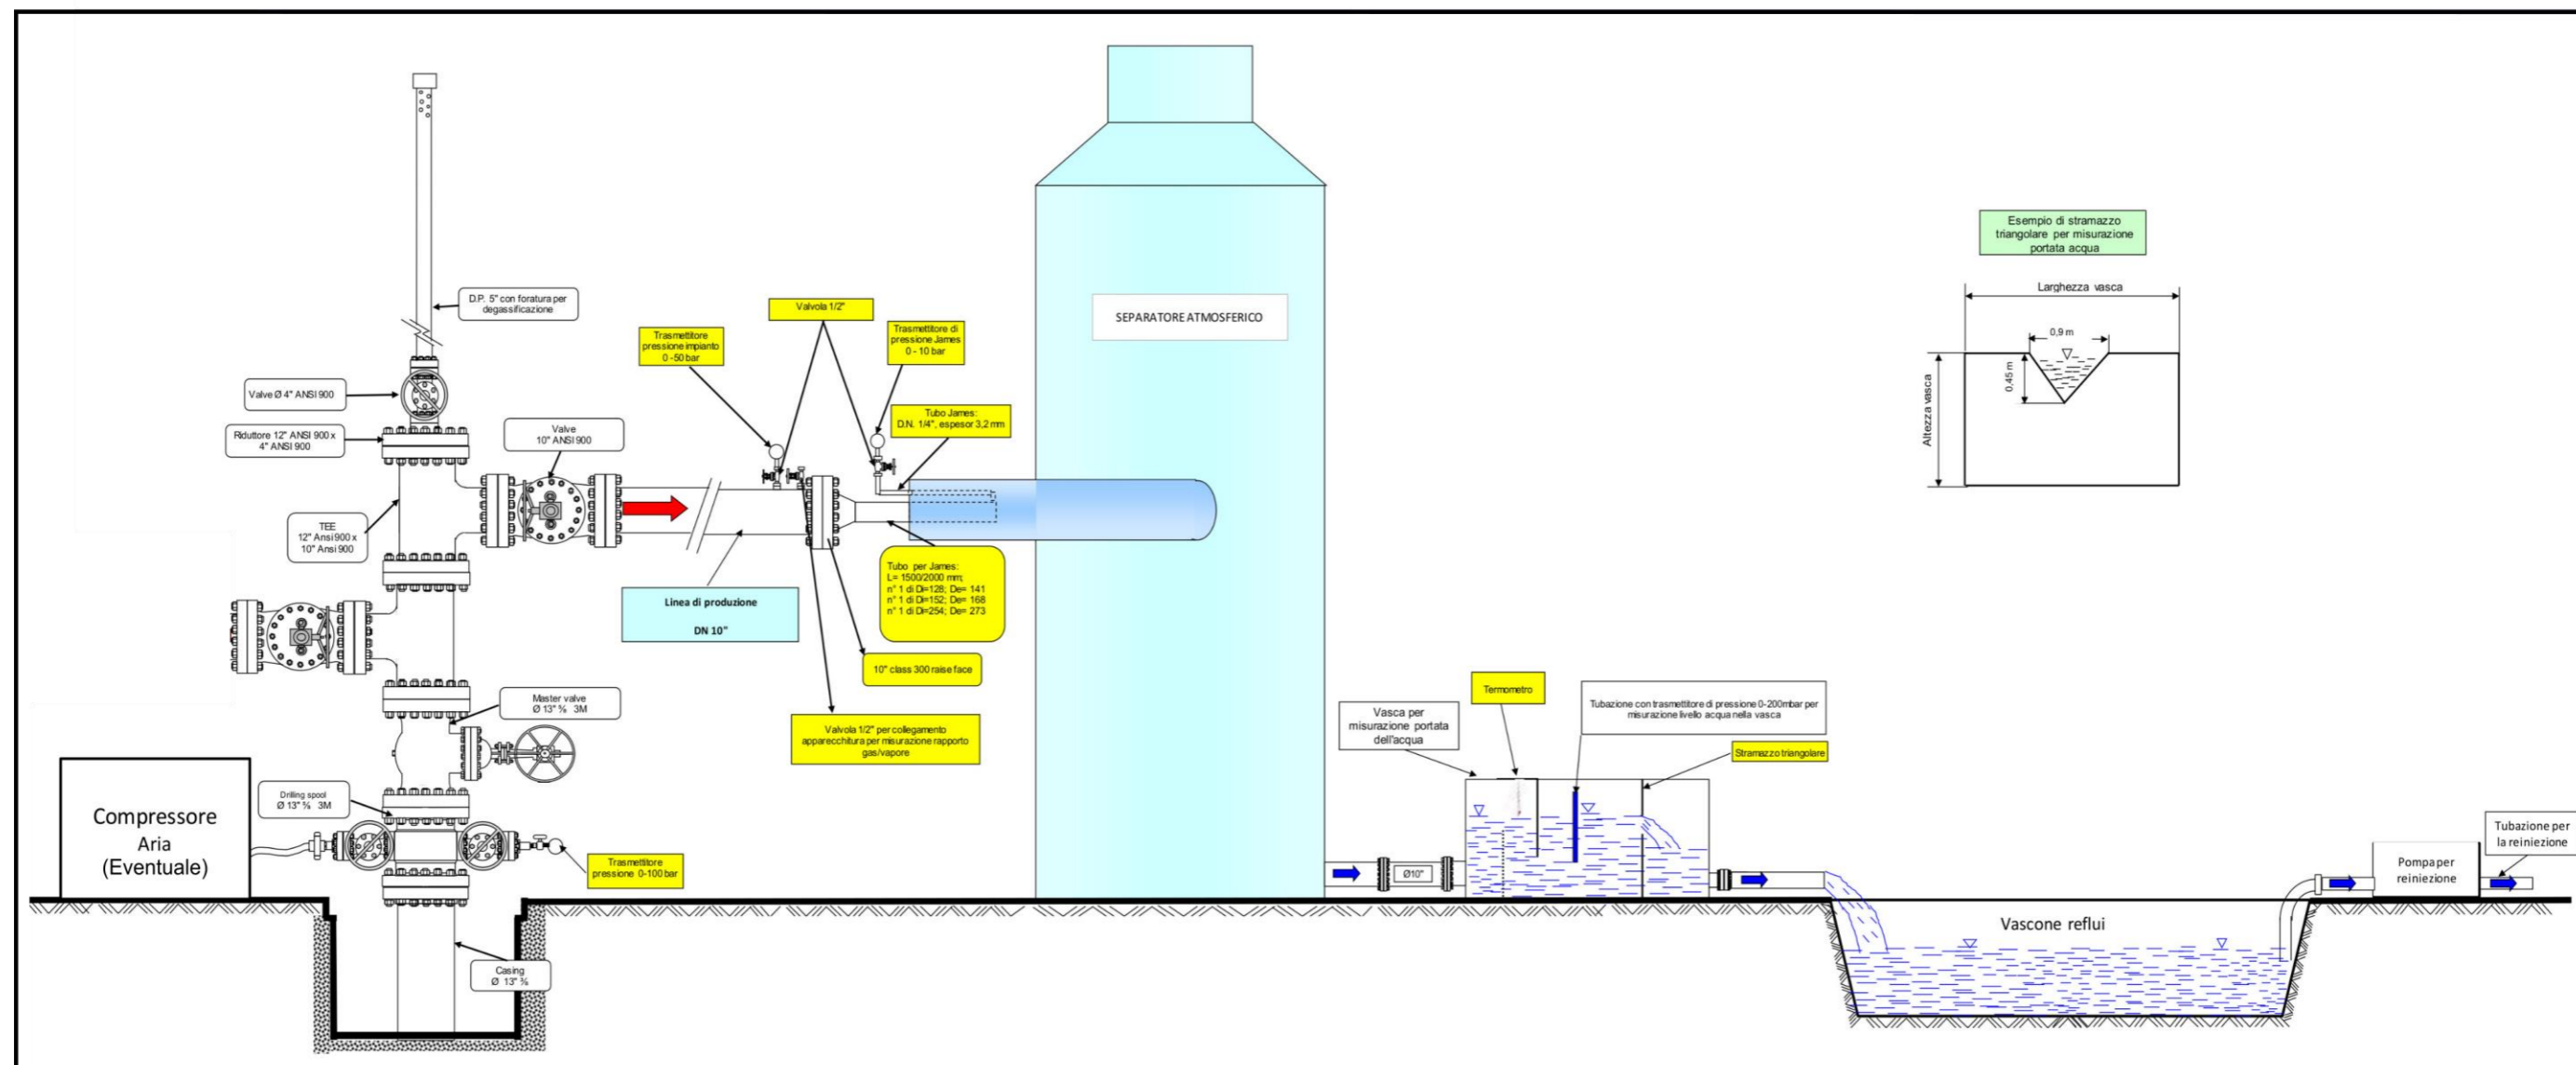 D.P. 5" con foratura per
degassificazione
Valve Ø 4" ANSI 900
Riduttore 12" ANSI 900 x
4" ANSI 900
Valve
10" ANSI 900
TEE
12" Ansi 900 x
10" Ansi 900
Trasmettitore
pressione impianto
0 -50 bar
Valvola 1/2"
Trasmettitore di
pressione James
0 - 10 bar
Tubo James:
D.N. 1/4", espesor 3,2 mm
SEPARATORE ATMOSFERICO
Esempio di stramazzo
triangolare per misurazione
portata acqua
Larghezza vasca
0,9 m
0,45 m
Altezza vasca
Linea di produzione
DN 10"
Tubo per James:
L= 1500/2000 mm;
n° 1 di Di=128; De= 141
n° 1 di Di=152; De= 168
n° 1 di Di=254; De= 273
10" class 300 raise face
Valvola 1/2" per collegamento
apparecchitura per misurazione rapporto
gas/vapore
Master valve
Ø 13" ⅝ 3M
Drilling spool
Ø 13" ⅝ 3M
Compressore
Aria
(Eventuale)
Trasmettitore
pressione 0-100 bar
Casing
Ø 13" ⅝
Vasca per
misurazione portata
dell'acqua
Termometro
Tubazione con trasmettitore di pressione 0-200mbar per
misurazione livello acqua nella vasca
Stramazzo triangolare
Ø10"
Vascone reflui
Pompa per
reiniezione
Tubazione per
la reiniezione